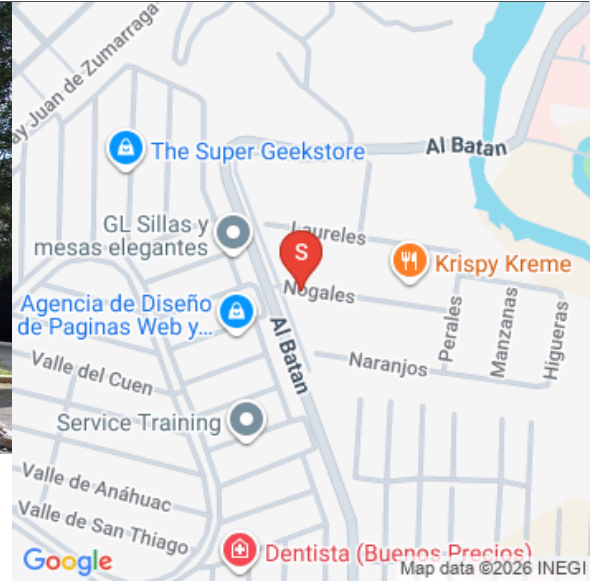 ay Juan de Zumarraga
The Super Geekstore
Al Batan
GL Sillas y
mesas elegantes
Laureles
S
Krispy Kreme
Nogales
Agencia de Diseño
de Paginas Web y...
Al Batan
Perales
Manzanas
Higueras
Naranjos
Valle del Cuen
Service Training
Valle de Anáhuac
Valle de San Thiago
Dentista (Buenos Precios)
Google
Map data ©2026 INEGI